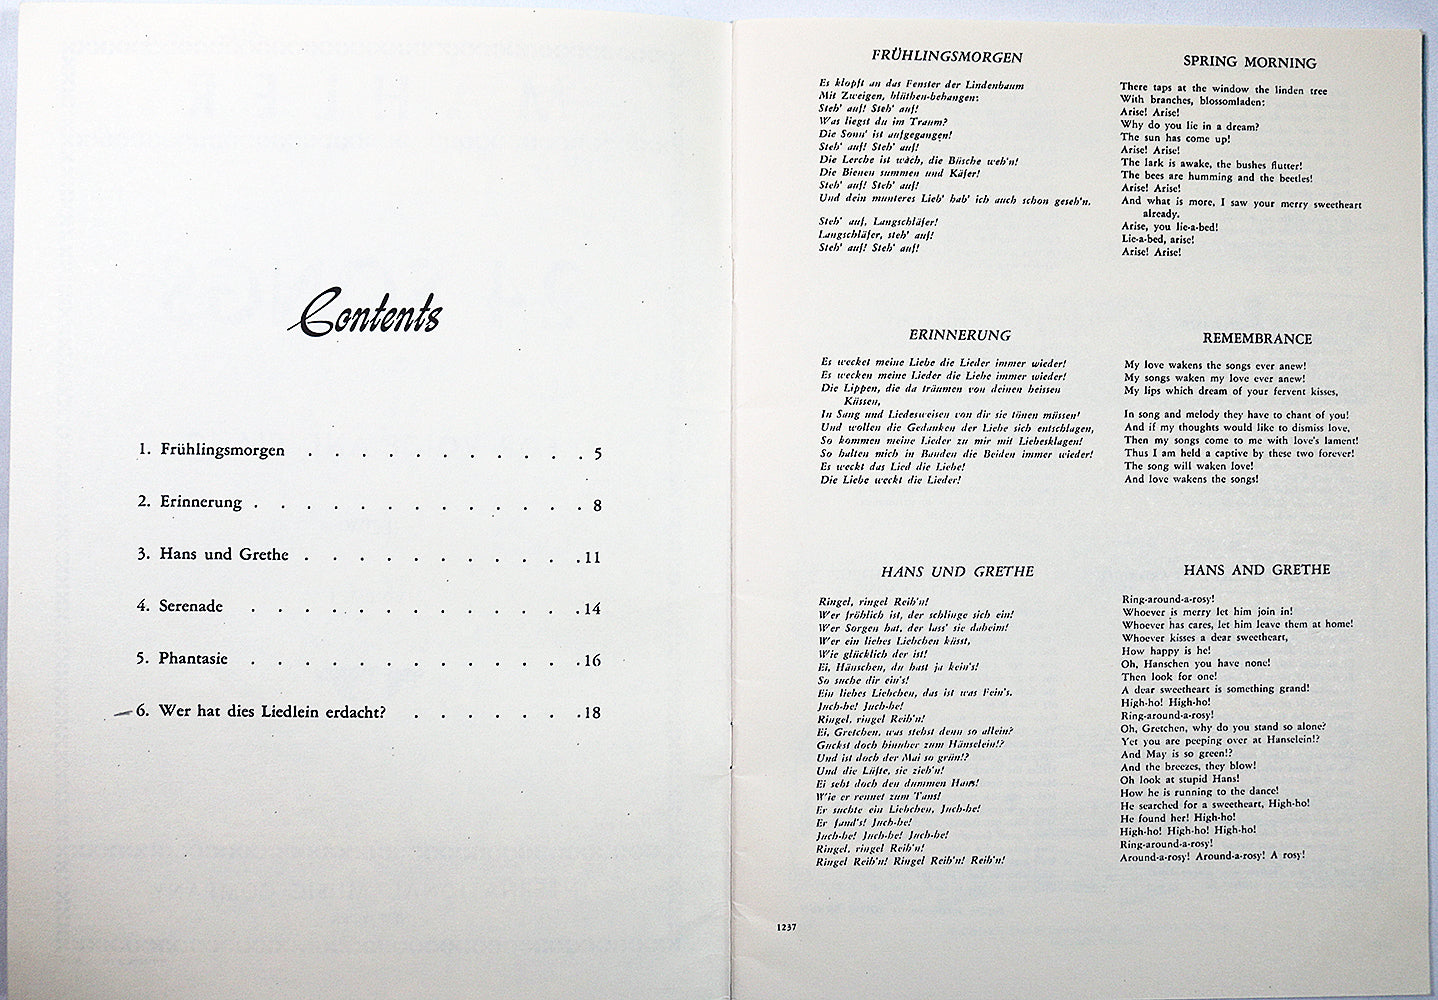 Contents
1. Frühlingsmorgen . . . . . . . . . . . 5
2. Erinnerung . . . . . . . . . . . . . 8
3. Hans und Grethe . . . . . . . . . . . 11
4. Serenade . . . . . . . . . . . . . 14
5. Phantasie . . . . . . . . . . . . . 16
6. Wer hat dies Liedlein erdacht? . . . . . . . 18
FRÜHLINGSMORGEN
Es klopft an das Fenster der Lindenbaum
Mit Zweigen, blüthen-behangen:
Steh' auf! Steh' auf!
Was liegst du im Traum?
Die Sonn' ist aufgegangen!
Steh' auf! Steh' auf!
Die Lerche ist wach, die Büsche weh'n!
Die Bienen summen und Käfer!
Steh' auf! Steh' auf!
Und dein munteres Lieb' hab' ich auch schon geseh'n.
Steh' auf, Langschläfer!
Langschläfer, steh' auf!
Steh' auf! Steh' auf!
SPRING MORNING
There taps at the window the linden tree
With branches, blossomladen:
Arise! Arise!
Why do you lie in a dream?
The sun has come up!
Arise! Arise!
The lark is awake, the bushes flutter!
The bees are humming and the beetles!
Arise! Arise!
And what is more, I saw your merry sweetheart
already.
Arise, you lie-a-bed!
Lie-a-bed, arise!
Arise! Arise!
ERINNERUNG
Es wecket meine Liebe die Lieder immer wieder!
Es wecken meine Lieder die Liebe immer wieder!
Die Lippen, die da träumen von deinen heissen
Küssen,
In Sang und Liedesweisen von dir sie tönen müssen!
Und wollen die Gedanken der Liebe sich entschlagen,
So kommen meine Lieder zu mir mit Liebesklagen!
So halten mich in Banden die Beiden immer wieder!
Es weckt das Lied die Liebe!
Die Liebe weckt die Lieder!
REMEMBRANCE
My love wakens the songs ever anew!
My songs waken my love ever anew!
My lips which dream of your fervent kisses,
In song and melody they have to chant of you!
And if my thoughts would like to dismiss love,
Then my songs come to me with love's lament!
Thus I am held a captive by these two forever!
The song will waken love!
And love wakens the songs!
HANS UND GRETHE
Ringel, ringel Reih'n!
Wer fröhlich ist, der schlinge sich ein!
Wer Sorgen hat, der lass' sie daheim!
Wer ein liebes Liebchen küsst,
Wie glücklich der ist!
Ei, Hänschen, du hast ja kein's!
So suche dir ein's!
Ein liebes Liebchen, das ist was Fein's.
Juch-he! Juch-he!
Ringel, ringel Reih'n!
Ei, Gretchen, was stehst denn so allein?
Guckst doch hinüber zum Hänselein!?
Und ist doch der Mai so grün!?
Und die Lüfte, sie zieh'n!
Ei seht doch den dummen Hans!
Wie er rennet zum Tanz!
Er suchte ein Liebchen, Juch-he!
Er fand's! Juch-he!
Juch-he! Juch-he! Juch-he!
Ringel, ringel Reih'n!
Ringel Reih'n! Ringel Reih'n! Reih'n!
HANS AND GRETHE
Ring-around-a-rosy!
Whoever is merry let him join in!
Whoever has cares, let him leave them at home!
Whoever kisses a dear sweetheart,
How happy is he!
Oh, Hanschen you have none!
Then look for one!
A dear sweetheart is something grand!
High-ho! High-ho!
Ring-around-a-rosy!
Oh, Gretchen, why do you stand so alone?
Yet you are peeping over at Hanselein!?
And May is so green!?
And the breezes, they blow!
Oh look at stupid Hans!
How he is running to the dance!
He searched for a sweetheart, High-ho!
He found her! High-ho!
High-ho! High-ho! High-ho!
Ring-around-a-rosy!
Around-a-rosy! Around-a-rosy! A rosy!
1237